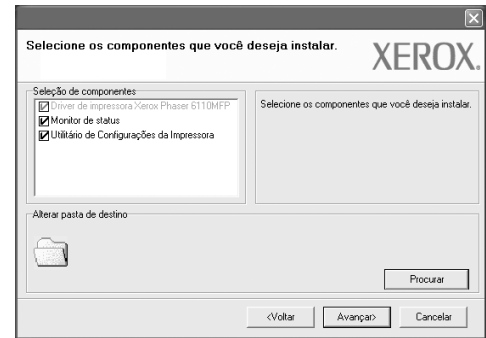 Selecione os componentes que você deseja instalar.
XEROX.
Seleção de componentes
Driver de impressora Xerox Phaser 6110MFP
Monitor de status
Utilitário de Configurações da Impressora
Selecione os componentes que você deseja instalar.
Alterar pasta de destino
Procurar
<Voltar
Avançar>
Cancelar